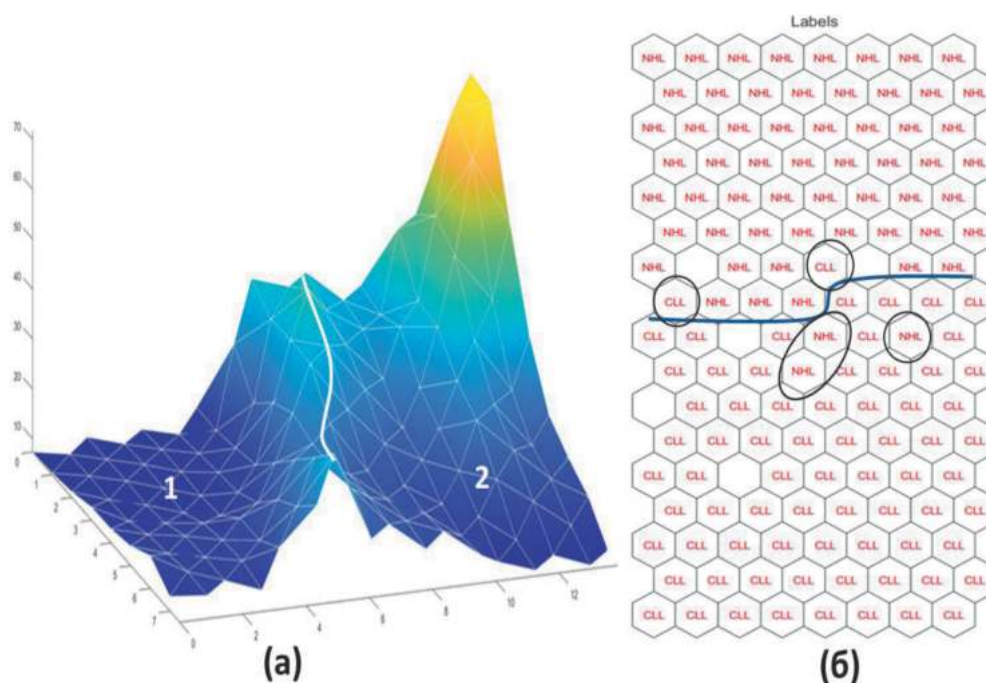 70
60
50
40
30
20
10
0
1
2
3
4
5
6
7
0 2 4 6 8 10 12
1
2
(а)
Labels
NHL NHL NHL NHL NHL NHL NHL NHL
NHL NHL NHL NHL NHL NHL NHL NHL
NHL NHL NHL NHL NHL NHL NHL NHL
NHL NHL NHL NHL NHL NHL NHL NHL
NHL NHL NHL NHL NHL NHL NHL NHL
NHL NHL NHL NHL NHL NHL NHL NHL
NHL NHL NHL CLL NHL NHL
CLL NHL NHL NHL CLL CLL CLL CLL
CLL CLL CLL NHL CLL NHL CLL
CLL CLL CLL NHL CLL CLL CLL CLL
CLL CLL CLL CLL CLL CLL CLL
CLL CLL CLL CLL CLL CLL CLL CLL
CLL CLL CLL CLL CLL CLL CLL
CLL CLL CLL CLL CLL CLL CLL CLL
CLL CLL CLL CLL CLL CLL CLL CLL
CLL CLL CLL CLL CLL CLL CLL CLL
CLL CLL CLL CLL CLL CLL CLL CLL
(б)